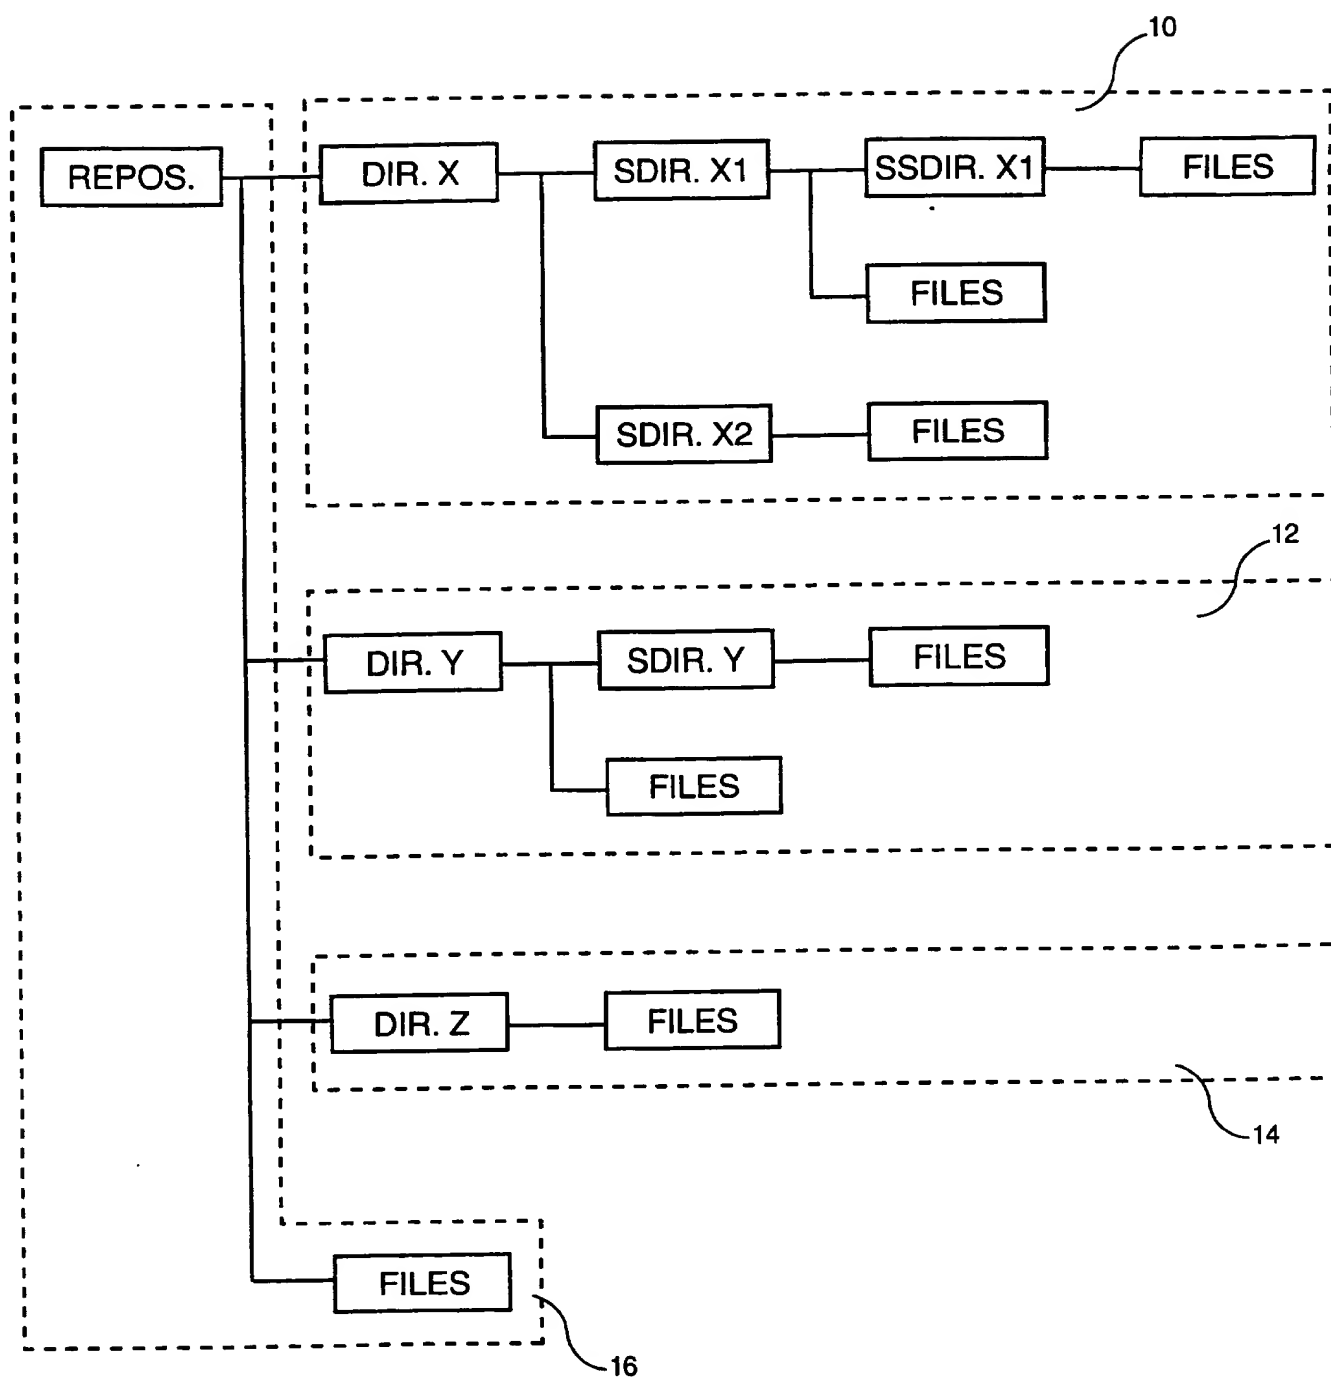 10
REPOS.
DIR. X
SDIR. X1
SSDIR. X1
FILES
FILES
SDIR. X2
FILES
12
DIR. Y
SDIR. Y
FILES
FILES
DIR. Z
FILES
14
FILES
16